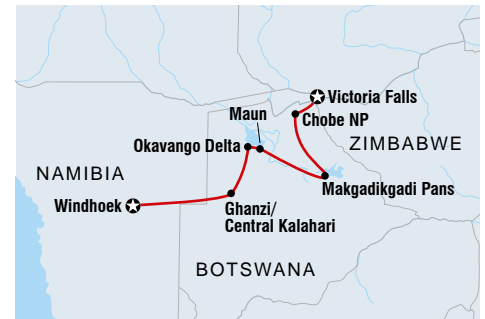 Victoria Falls
Maun
Chobe NP
Okavango Delta
ZIMBABWE
NAMIBIA
Makgadikgadi Pans
Windhoek
Ghanzi/
Central Kalahari
BOTSWANA